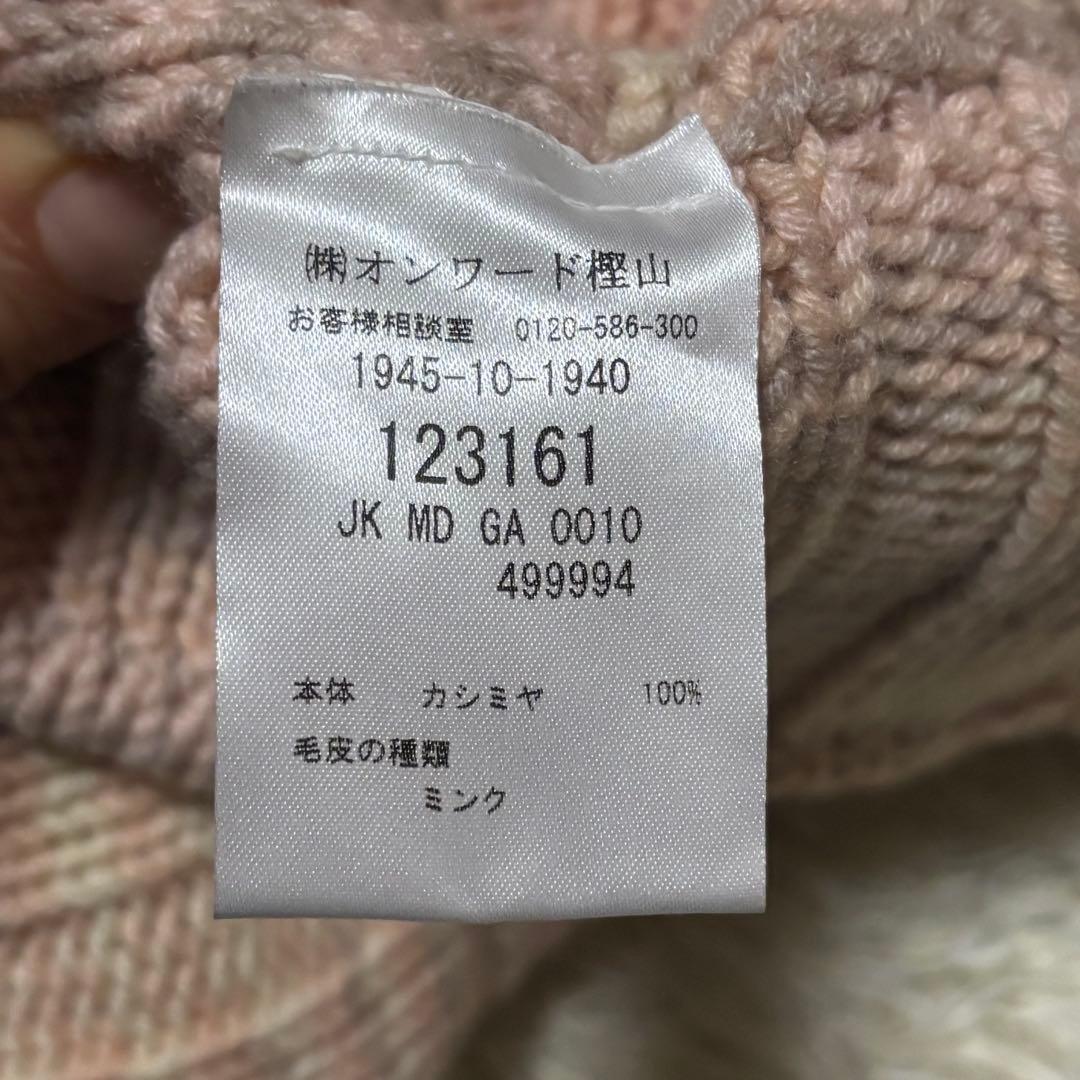 ㈱オンワード樫山
お客様相談室 0120-586-300
1945-10-1940
123161
JK MD GA 0010
499994
本体 カシミヤ 100%
毛皮の種類
ミンク